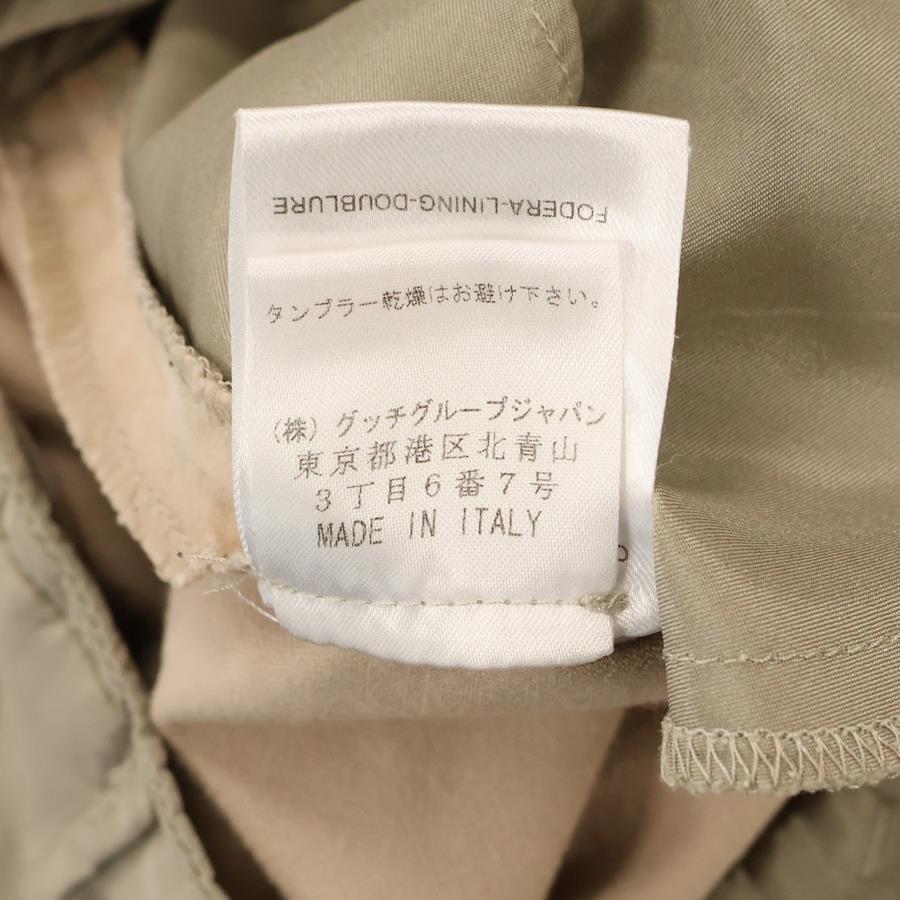 FODERA-LINING-DOUBLURE
タンブラー乾燥はお避け下さい。
（株）グッチグループジャパン
東京都港区北青山
3丁目6番7号
MADE IN ITALY